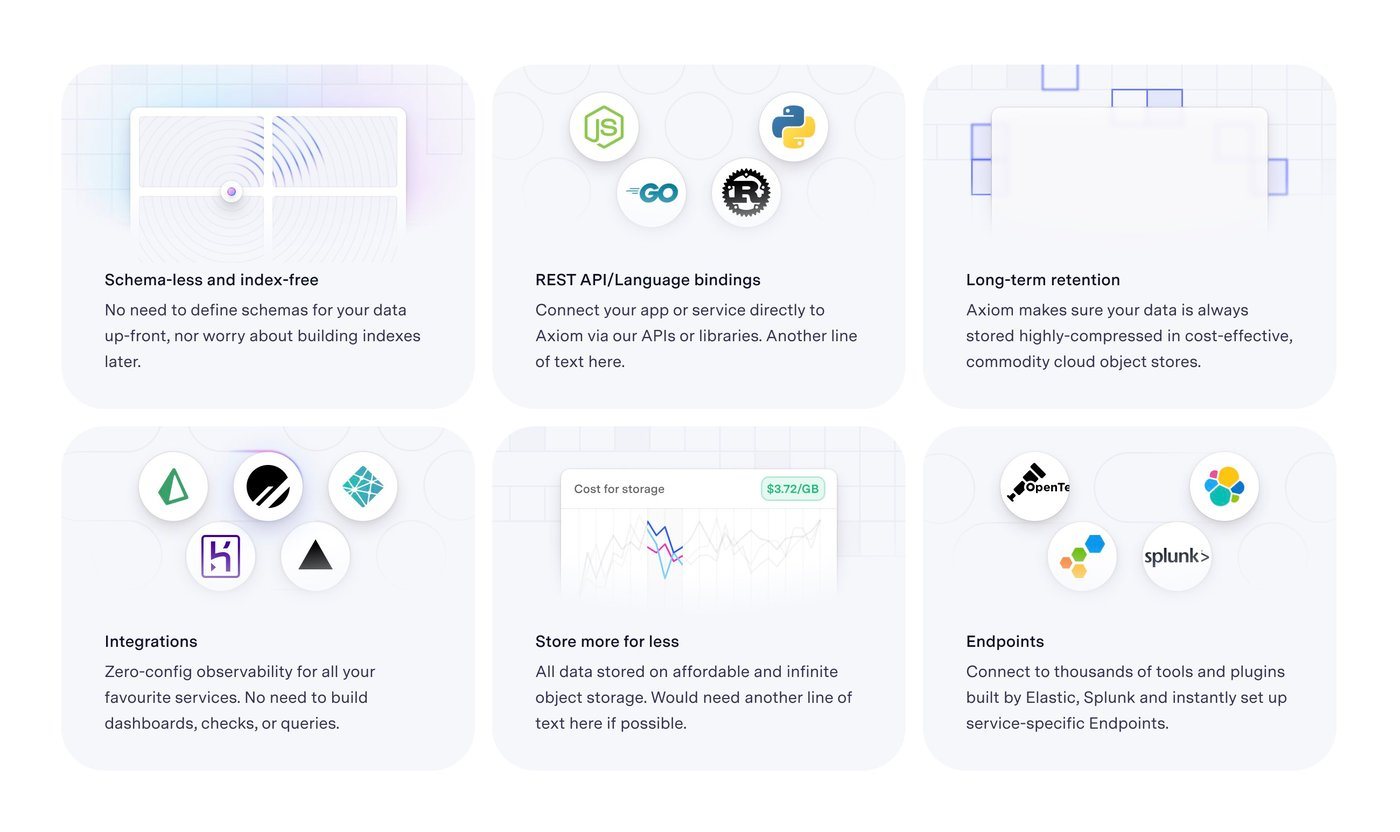 JS
GO
R
Schema-less and index-free
No need to define schemas for your data
up-front, nor worry about building indexes
later.
REST API/Language bindings
Connect your app or service directly to
Axiom via our APIs or libraries. Another line
of text here.
Long-term retention
Axiom makes sure your data is always
stored highly-compressed in cost-effective,
commodity cloud object stores.
Integrations
Zero-config observability for all your
favourite services. No need to build
dashboards, checks, or queries.
Cost for storage
$3.72/GB
Store more for less
All data stored on affordable and infinite
object storage. Would need another line of
text here if possible.
OpenTe
splunk>
Endpoints
Connect to thousands of tools and plugins
built by Elastic, Splunk and instantly set up
service-specific Endpoints.